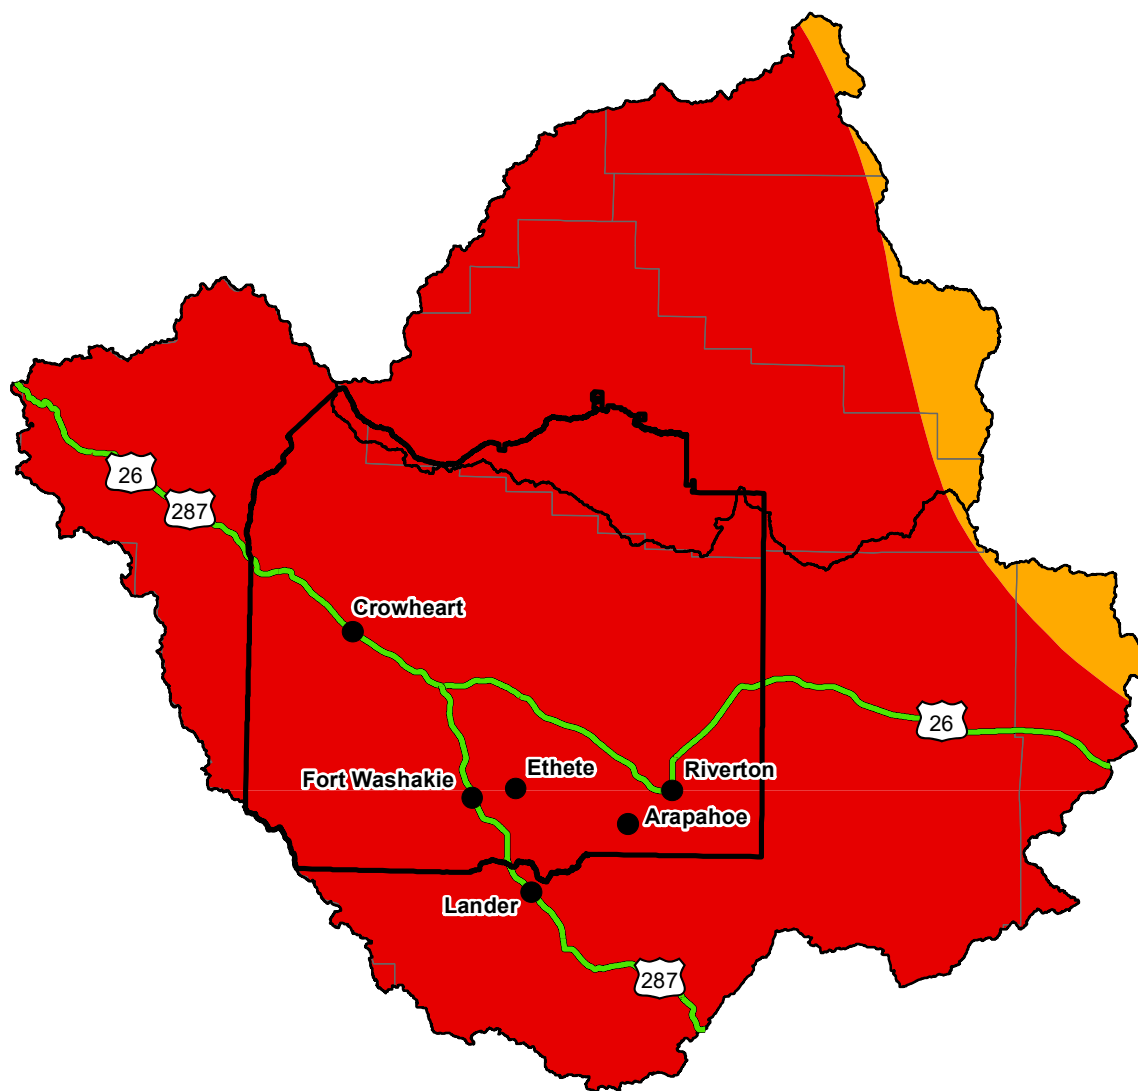 26
287
Crowheart
26
Ethete
Riverton
Fort Washakie
Arapahoe
Lander
287